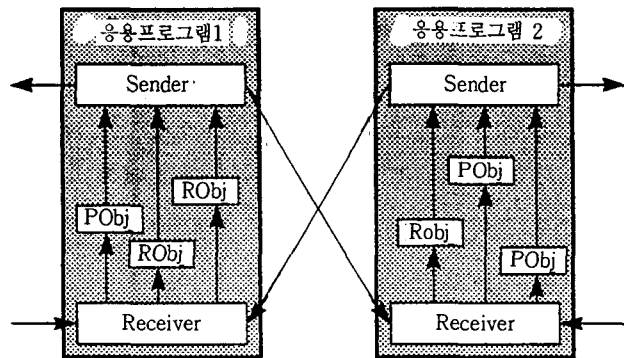 응용프로그램1
Sender
RObj
PObj
RObj
Receiver
응용프로그램 2
Sender
PObj
Robj
PObj
Receiver